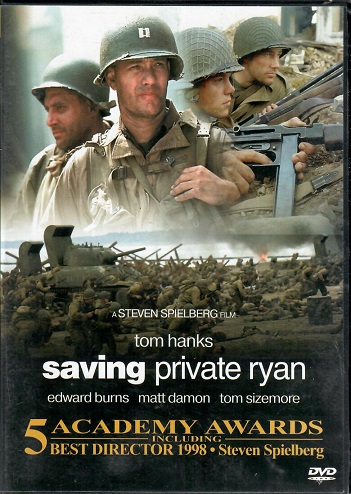 A STEVEN SPIELBERG FILM
tom hanks
saving private ryan
edward burns matt damon tom sizemore
5 ACADEMY AWARDS
INCLUDING
BEST DIRECTOR 1998 • Steven Spielberg
DVD